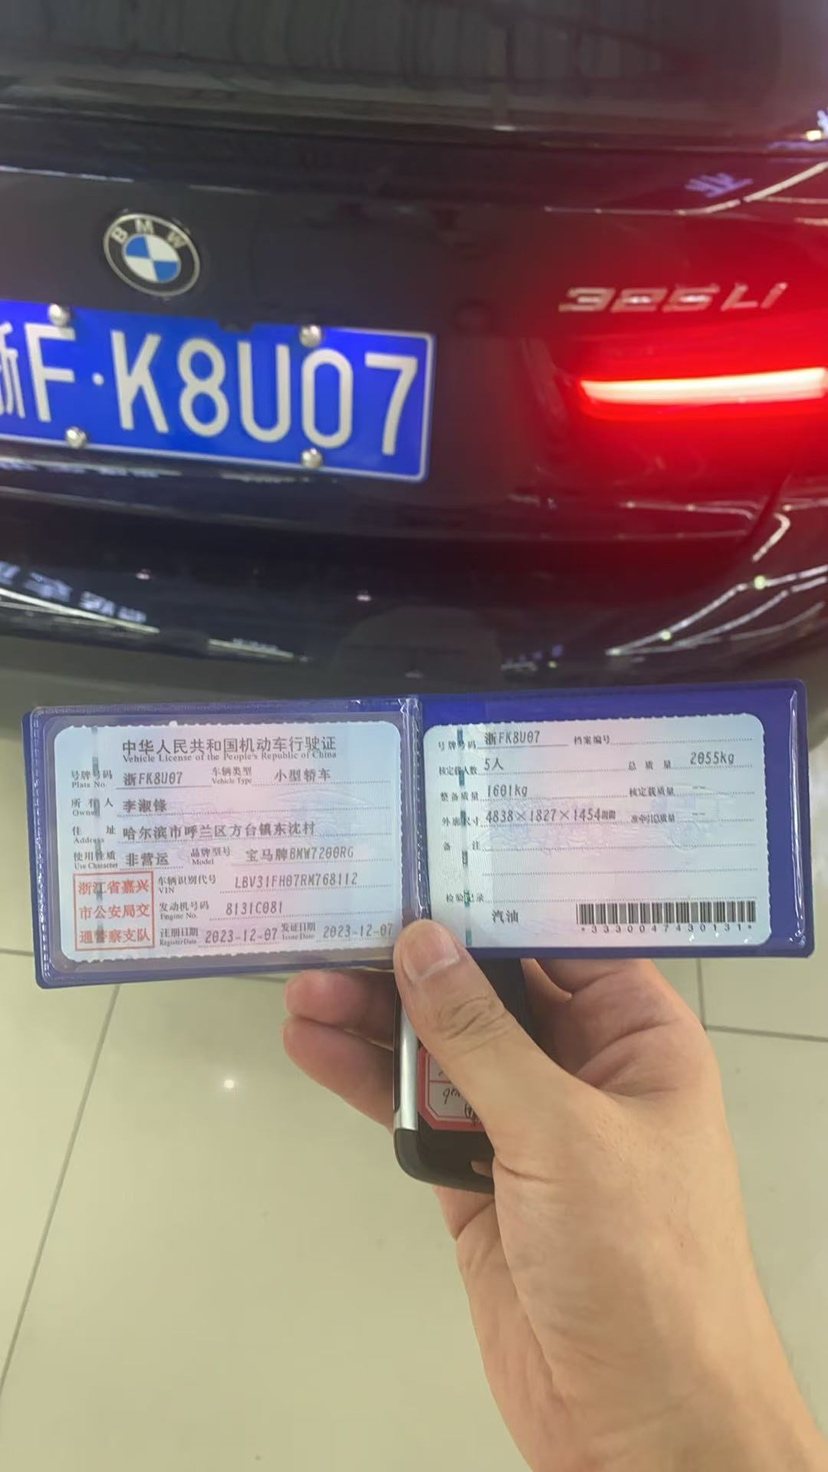 BMW
325Li
浙F·K8U07
中华人民共和国机动车行驶证
Vehicle License of the People's Republic of China
号牌号码 浙FK8U07 车辆类型 小型轿车
Plate No. Vehicle Type
所有人 李淑锋
Owner
住址 哈尔滨市呼兰区方台镇东沈村
Address
使用性质 非营运 品牌型号 宝马牌BMW7200RG
Use Character Model
浙江省嘉兴
市公安局交
通警察支队
车辆识别代号 LBV31FH07RM768112
VIN
发动机号码 8131C081
Engine No.
注册日期 2023-12-07 发证日期 2023-12-07
Register Date Issue Date
号牌号码 浙FK8U07 档案编号
核定载人数 5人 总质量 2055kg
整备质量 1601kg 核定载质量 --
外廓尺寸 4838×1827×1454mm 准牵引总质量 --
备注
检验记录
汽油
*3330047430131*